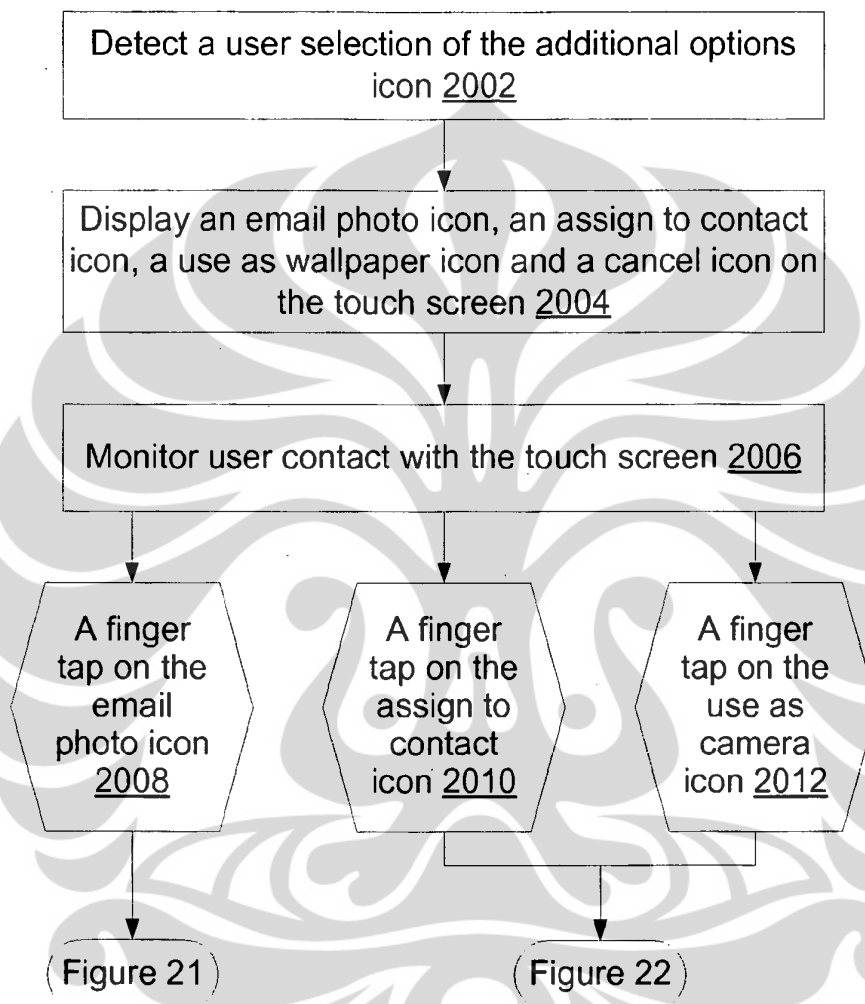 Detect a user selection of the additional options
icon 2002
Display an email photo icon, an assign to contact
icon, a use as wallpaper icon and a cancel icon on
the touch screen 2004
Monitor user contact with the touch screen 2006
A finger
tap on the
email
photo icon
2008
A finger
tap on the
assign to
contact
icon 2010
A finger
tap on the
use as
camera
icon 2012
Figure 21
Figure 22